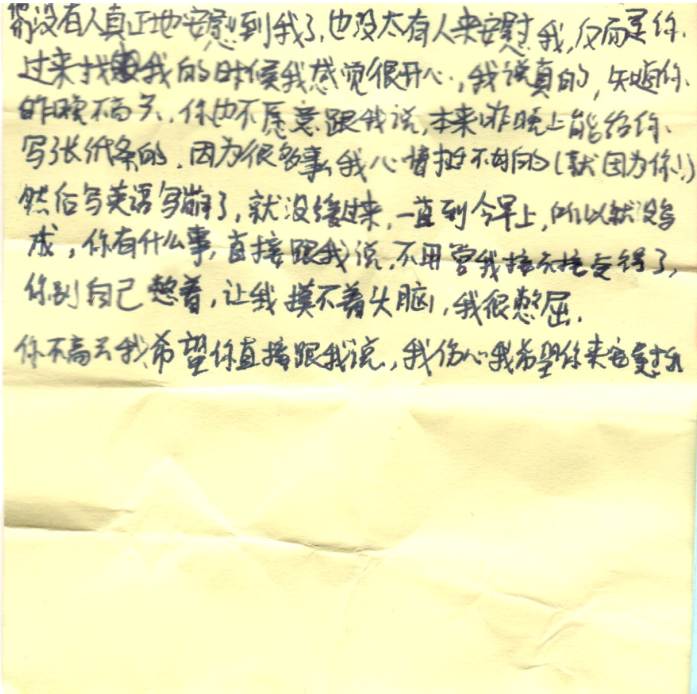 都没有人真正地安慰到我了,也没太有人来安慰我,反而是你
过来找我的时候我感觉很开心,我说真的,知道你
昨晚不高兴,你也不愿意跟我说,本来昨晚上能给你
写张纸条的,因为很多事,我心情挺不好的(就因为你!)
然后写英语写崩了,就没缓过来,一直到今早上,所以就没写
成,你有什么事,直接跟我说,不用管我接不接受得了,
你别自己憋着,让我摸不着头脑,我很憋屈.
你不高兴我希望你直接跟我说,我伤心我希望你来安慰我